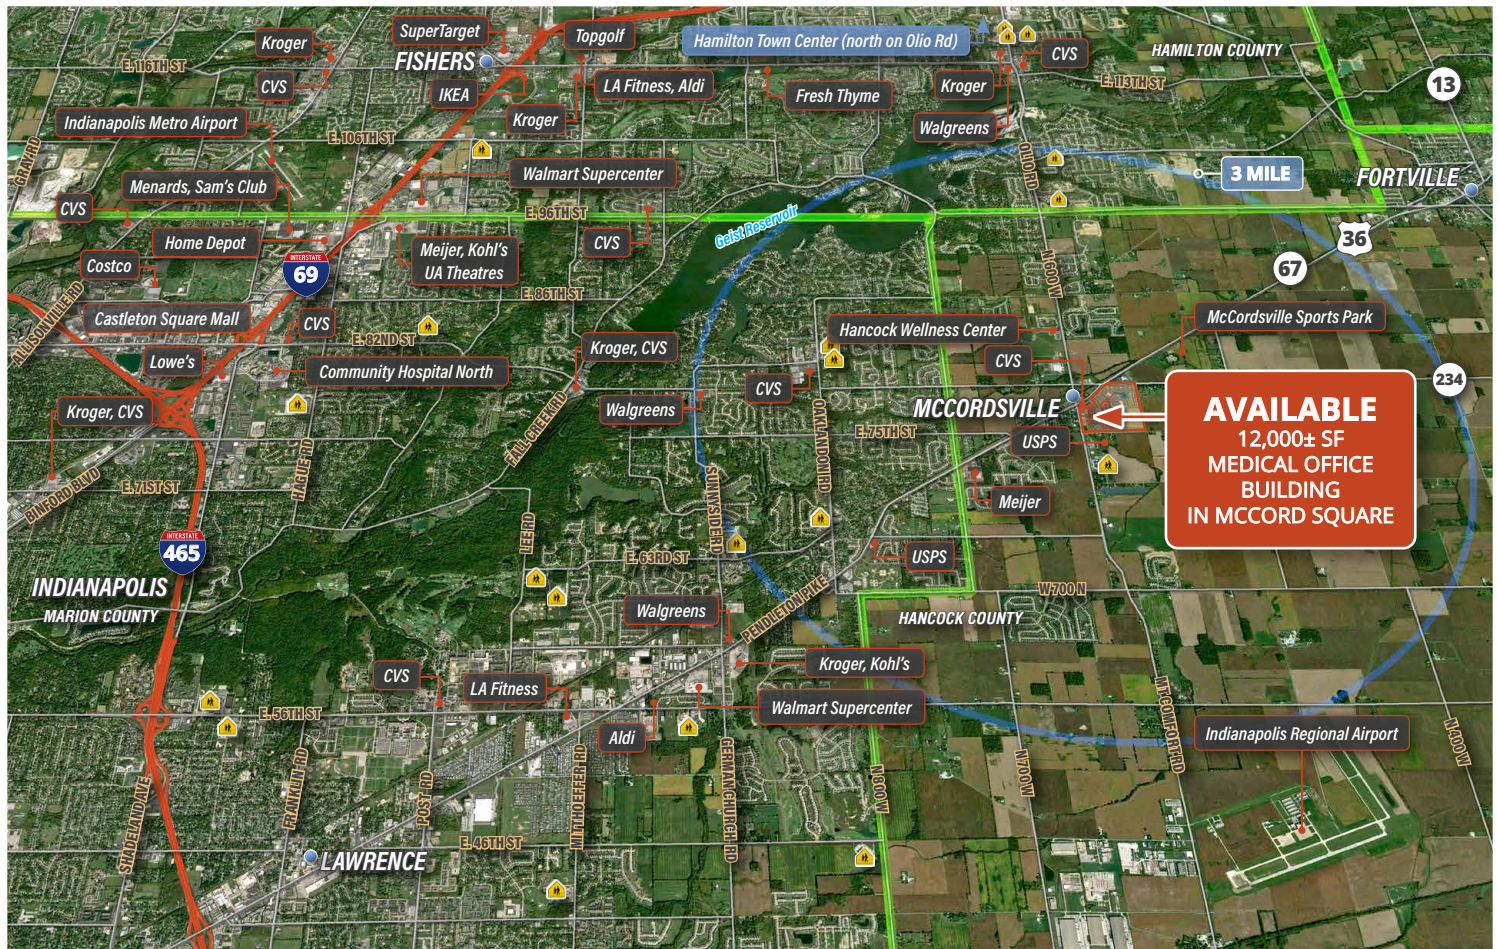 SuperTarget
Topgolf
Hamilton Town Center (north on Olio Rd)
Kroger
FISHERS
CVS
HAMILTON COUNTY
E. 116TH ST
CVS
IKEA
LA Fitness, Aldi
Fresh Thyme
Kroger
E. 113TH ST
13
Indianapolis Metro Airport
Kroger
Walgreens
E. 106TH ST
GRAY RD
OLIO RD
Menards, Sam's Club
Walmart Supercenter
3 MILE
FORTVILLE
CVS
E. 96TH ST
Geist Reservoir
Home Depot
Meijer, Kohl's
UA Theatres
CVS
36
67
Costco
INTERSTATE
69
N 600 W
E. 86TH ST
ALLISONVILLE RD
Castleton Square Mall
CVS
E. 82ND ST
Hancock Wellness Center
McCordsville Sports Park
Lowe's
Community Hospital North
Kroger, CVS
CVS
CVS
234
Kroger, CVS
Walgreens
MCCORDSVILLE
AVAILABLE
12,000± SF
MEDICAL OFFICE
BUILDING
IN MCCORD SQUARE
FALL CREEK RD
OAKLANDON RD
E. 75TH ST
USPS
HAGUE RD
BINFORD BLVD
E. 71ST ST
SUNNYSIDE RD
Meijer
INTERSTATE
465
LEE RD
E. 63RD ST
USPS
INDIANAPOLIS
MARION COUNTY
W 700 N
Walgreens
PENDLETON PIKE
HANCOCK COUNTY
Kroger, Kohl's
CVS
LA Fitness
Walmart Supercenter
MT COMFORT RD
E. 56TH ST
Aldi
Indianapolis Regional Airport
N 400 W
SHADELAND AVE
FRANKLIN RD
POST RD
MITTHOEFFER RD
GERMAN CHURCH RD
N 800 W
N 700 W
E. 46TH ST
LAWRENCE